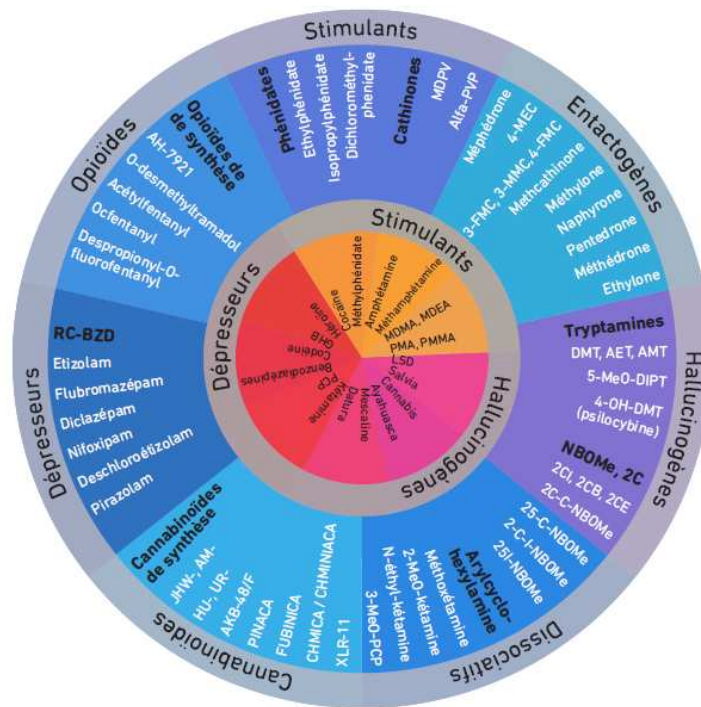 Stimulants
Phénidates
Ethylphénidate
Isopropylphénidate
Dichlorométhyl-
phenidate
Cathinones
MDPV
Alfa-PVP
Entactogènes
Méphédrone
4-MEC
3-FMC, 3-MMC, 4-FMC
Methcathinone
Méthylone
Naphyrone
Pentedrone
Méthédrone
Ethylone
Hallucinogènes
Tryptamines
DMT, AET, AMT
5-MeO-DIPT
4-OH-DMT
(psilocybine)
NBOMe, 2C
2CI, 2CB, 2CE
2C-C-NBOMe
Dissociatifs
25-C-NBOMe
2-C-I-NBOMe
25I-NBOMe
Arylcyclo-
hexylamine
Méthoxétamine
2-MeO-kétamine
N-éthyl-kétamine
3-MeO-PCP
Cannabinoïdes
Cannabinoïdes
de synthèse
JHW-, AM-
HU-, UR-
AKB-48/F
PINACA
FUBINICA
CHMICA / CHMINIACA
XLR-11
Dépresseurs
RC-BZD
Etizolam
Flubromazépam
Diclazépam
Nifoxipam
Deschloroétizolam
Pirazolam
Opioïdes
Opioïdes de
de synthèse
AH-7921
O-desmethyltramadol
Acétylfentanyl
Ocfentanyl
Despropionyl-O-
fluorofentanyl
Stimulants
Cocaïne
Méthylphénidate
Amphétamine
Méthamphétamine
MDMA, MDEA
PMA, PMMA
Hallucinogènes
LSD
Salvia
Cannabis
Ayahuasca
Mescaline
Datura
Kétamine
PCP
Dépresseurs
Benzodiazépines
Codéine
GHB
Héroïne